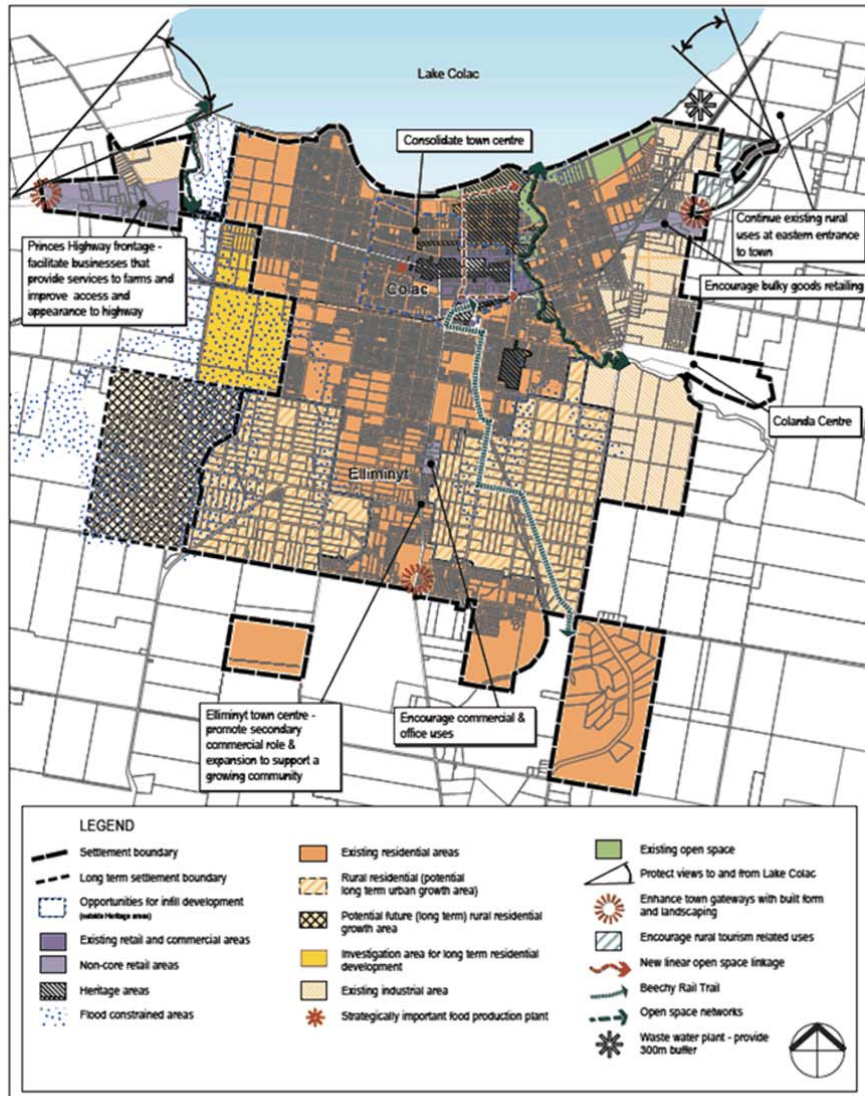 Lake Colac
Consolidate town centre
Continue existing rural
uses at eastern entrance
to town
Princes Highway frontage -
facilitate businesses that
provide services to farms and
improve access and
appearance to highway
Encourage bulky goods retailing
Colac
Colanda Centre
Elliminyt
Elliminyt town centre -
promote secondary
commercial role &
expansion to support a
growing community
Encourage commercial &
office uses
LEGEND
Settlement boundary
Long term settlement boundary
Opportunities for infill development
(outside Heritage areas)
Existing retail and commercial areas
Non-core retail areas
Heritage areas
Flood constrained areas
Existing residential areas
Rural residential (potential
long term urban growth area)
Potential future (long term) rural residential
growth area
Investigation area for long term residential
development
Existing industrial area
Strategically important food production plant
Existing open space
Protect views to and from Lake Colac
Enhance town gateways with built form
and landscaping
Encourage rural tourism related uses
New linear open space linkage
Beechy Rail Trail
Open space networks
Waste water plant - provide
300m buffer